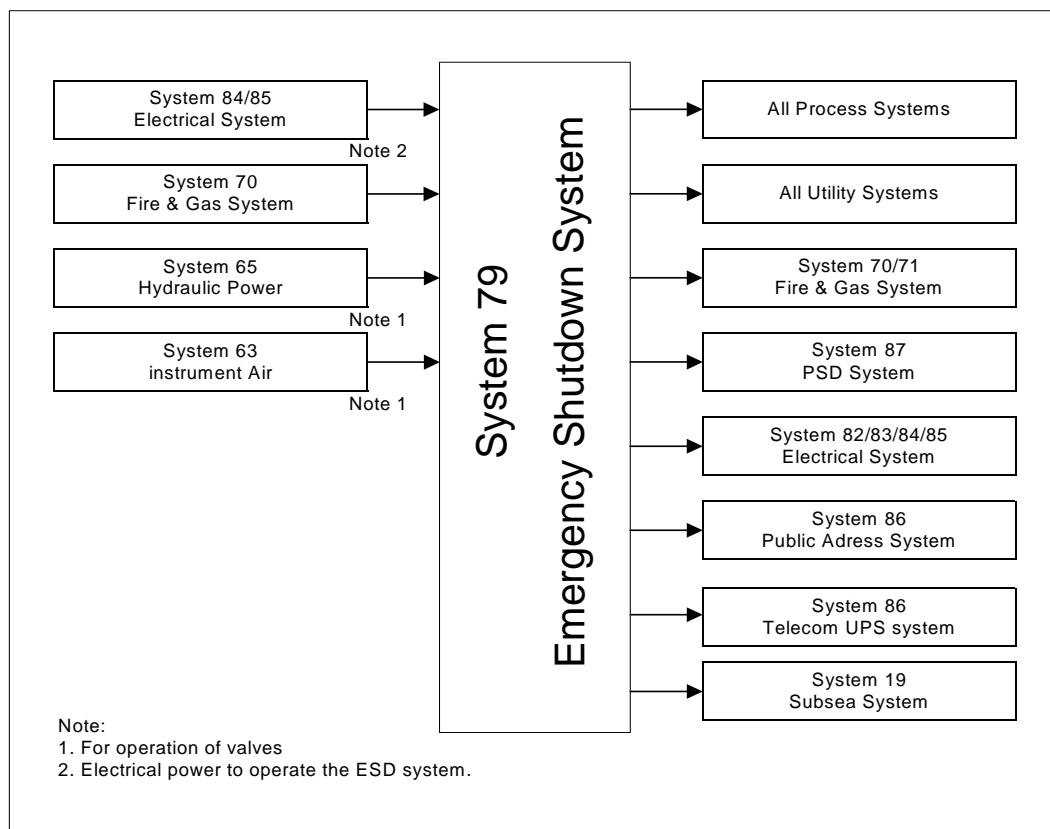 System 84/85
Electrical System
Note 2
System 70
Fire & Gas System
System 65
Hydraulic Power
Note 1
System 63
instrument Air
Note 1
System 79
Emergency Shutdown System
All Process Systems
All Utility Systems
System 70/71
Fire & Gas System
System 87
PSD System
System 82/83/84/85
Electrical System
System 86
Public Adress System
System 86
Telecom UPS system
System 19
Subsea System
Note:
1. For operation of valves
2. Electrical power to operate the ESD system.